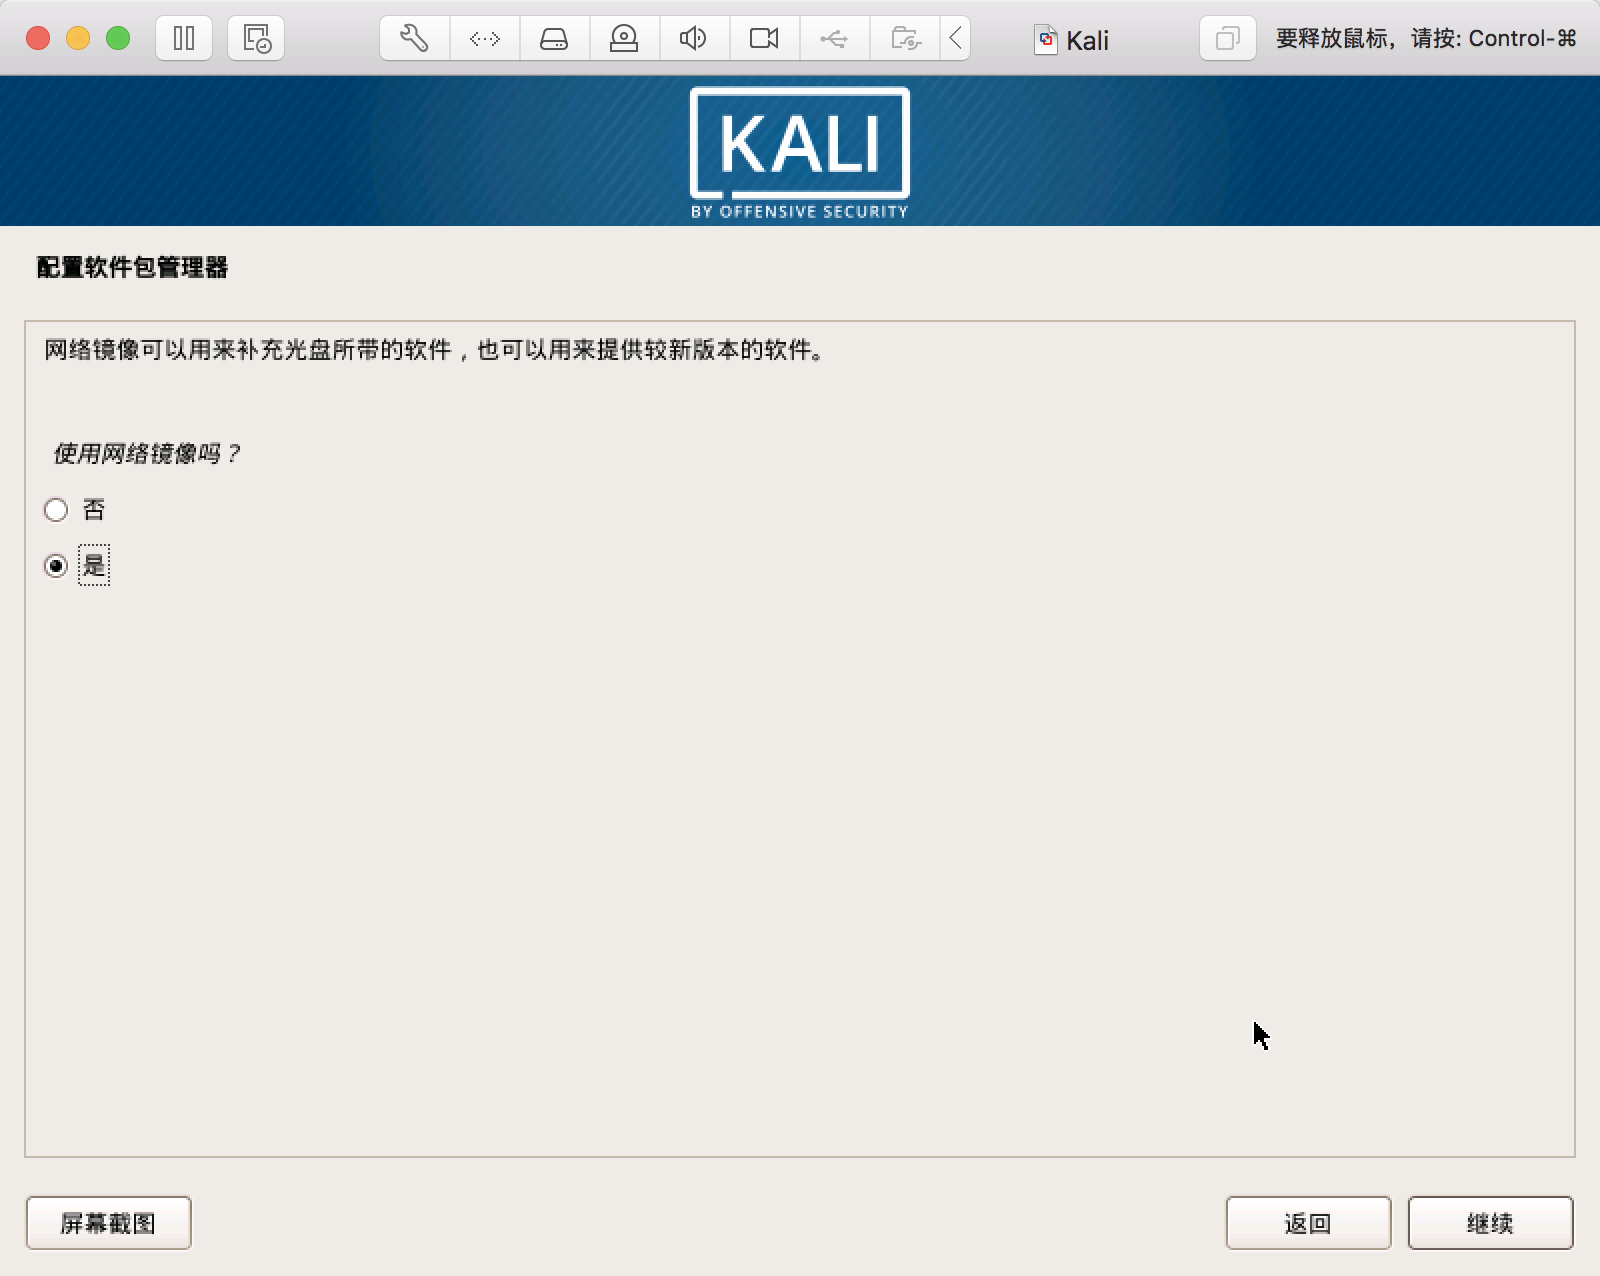 Kali
要释放鼠标，请按: Control-⌘
KALI
BY OFFENSIVE SECURITY
配置软件包管理器
网络镜像可以用来补充光盘所带的软件，也可以用来提供较新版本的软件。
使用网络镜像吗？
否
是
屏幕截图
返回
继续